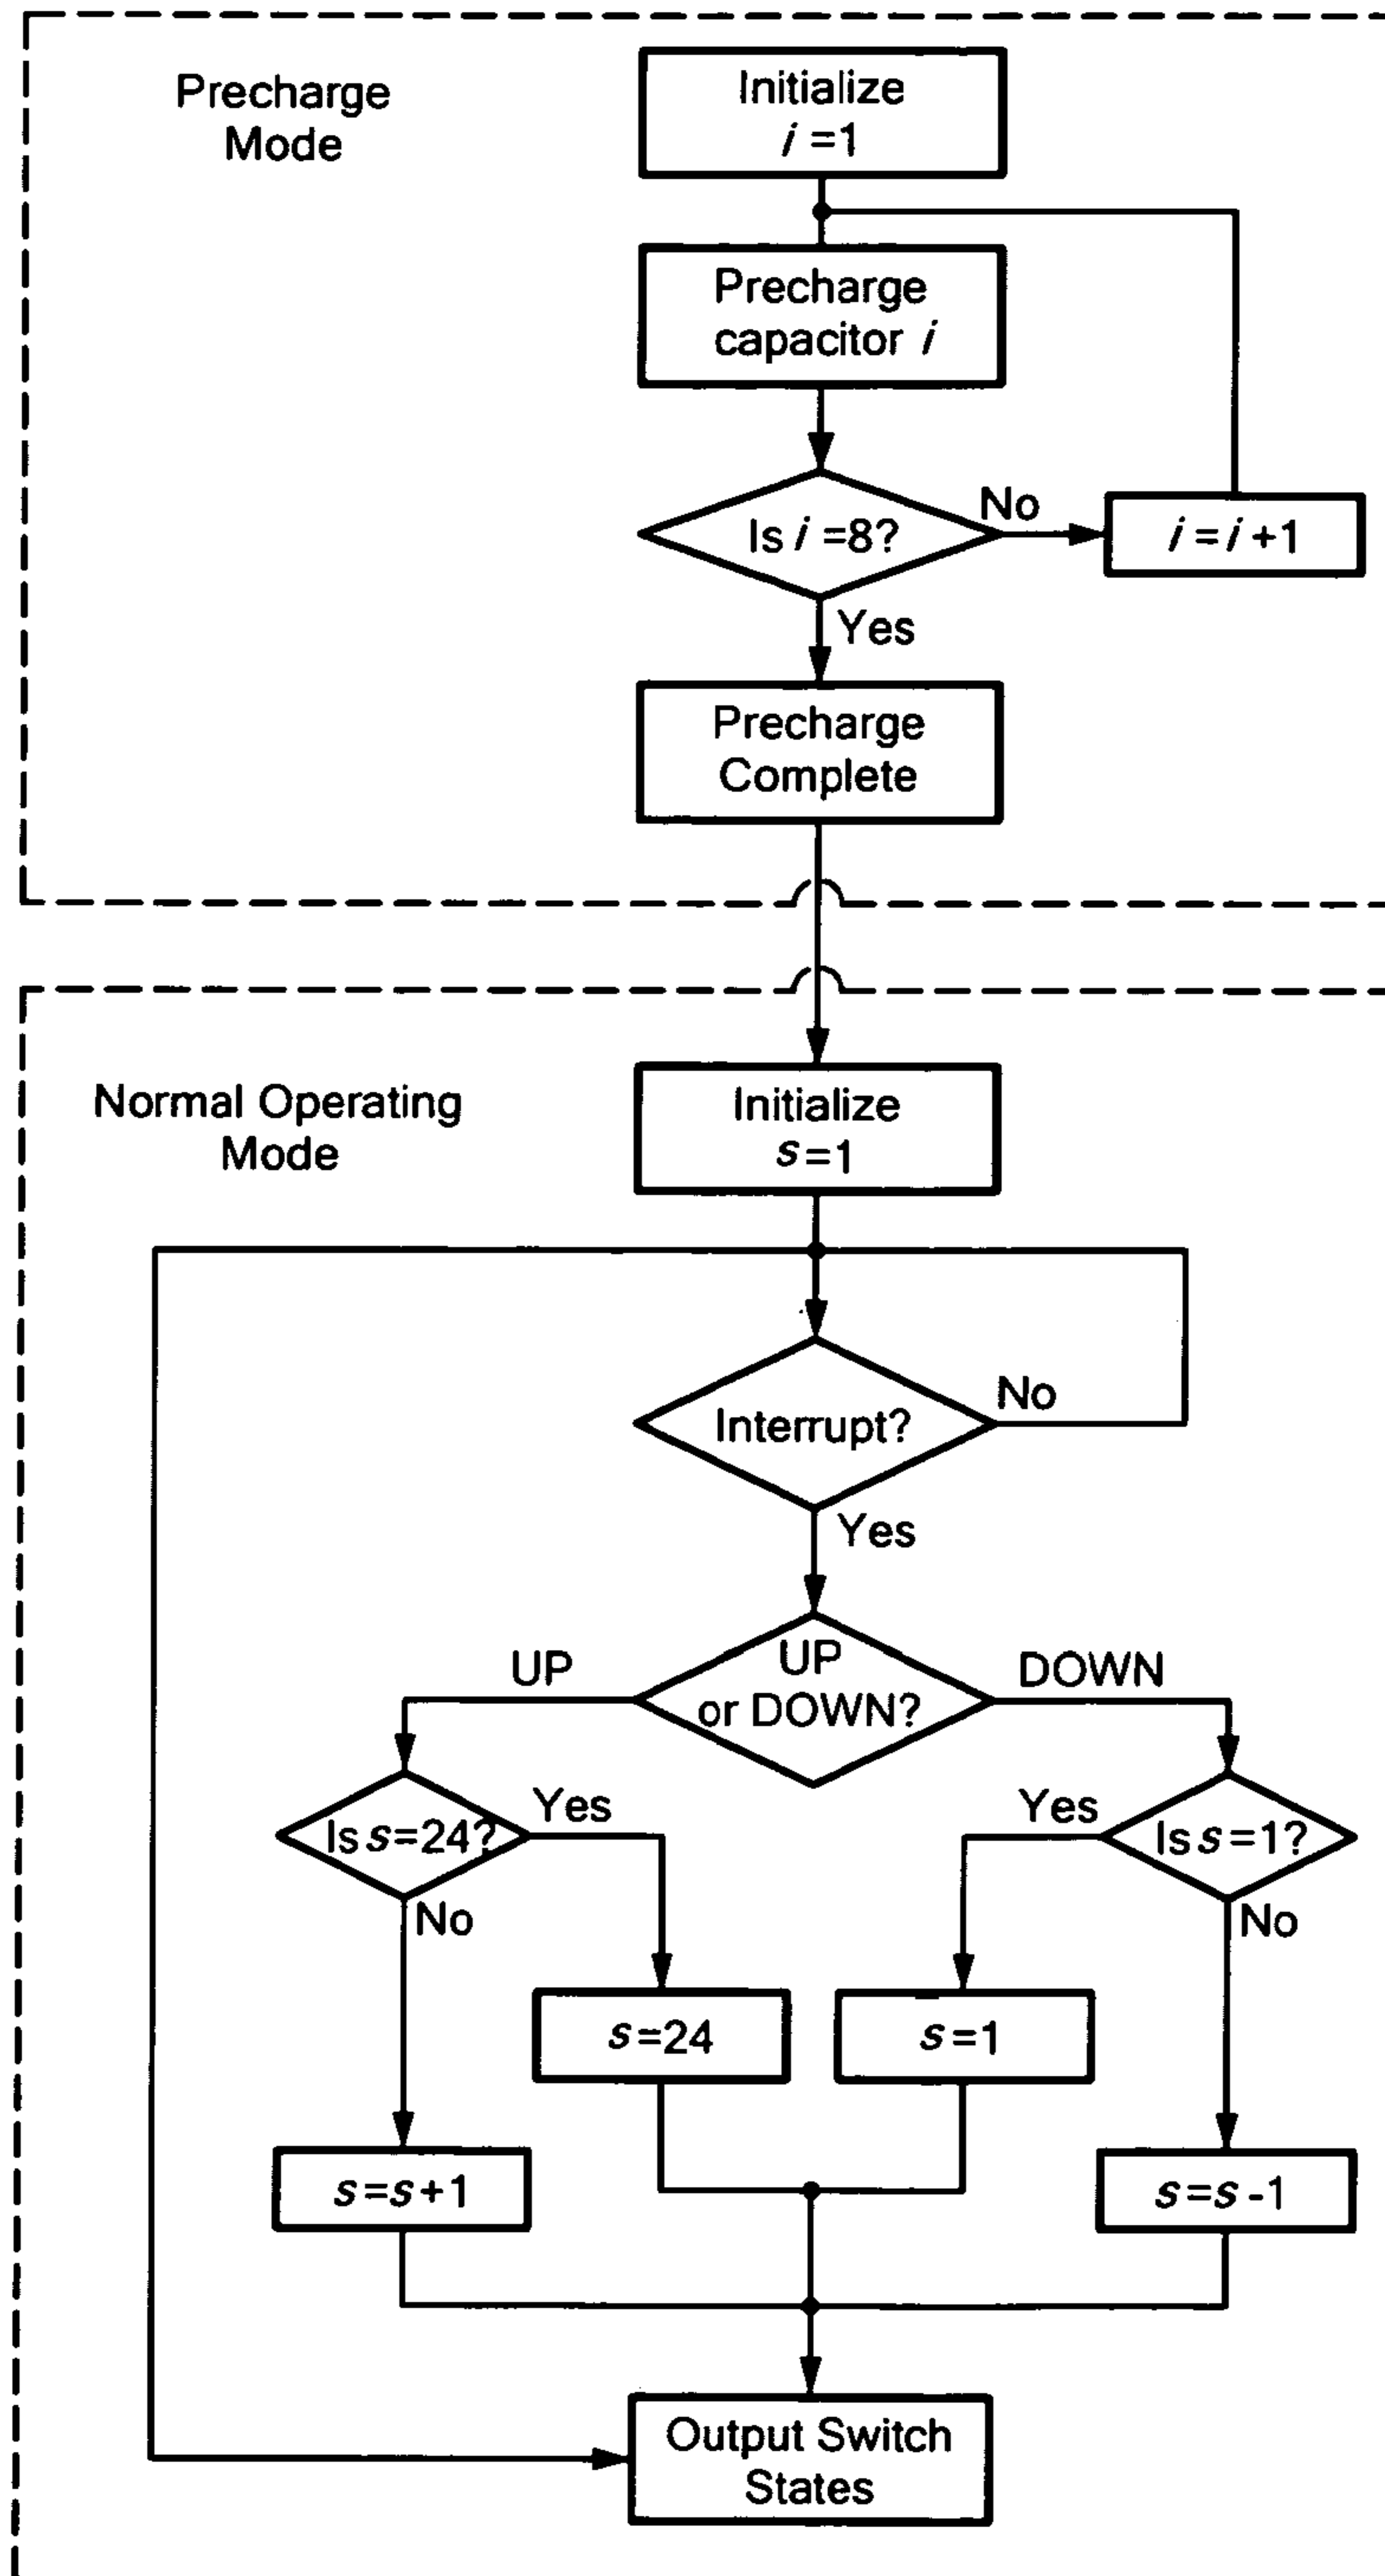 Precharge
Mode
Initialize
i =1
Precharge
capacitor i
Is i =8?
No
i = i +1
Yes
Precharge
Complete
Normal Operating
Mode
Initialize
s=1
Interrupt?
No
Yes
UP
UP
or DOWN?
DOWN
Is s=24?
Yes
Yes
Is s=1?
No
No
s=24
s=1
s=s+1
s=s-1
Output Switch
States